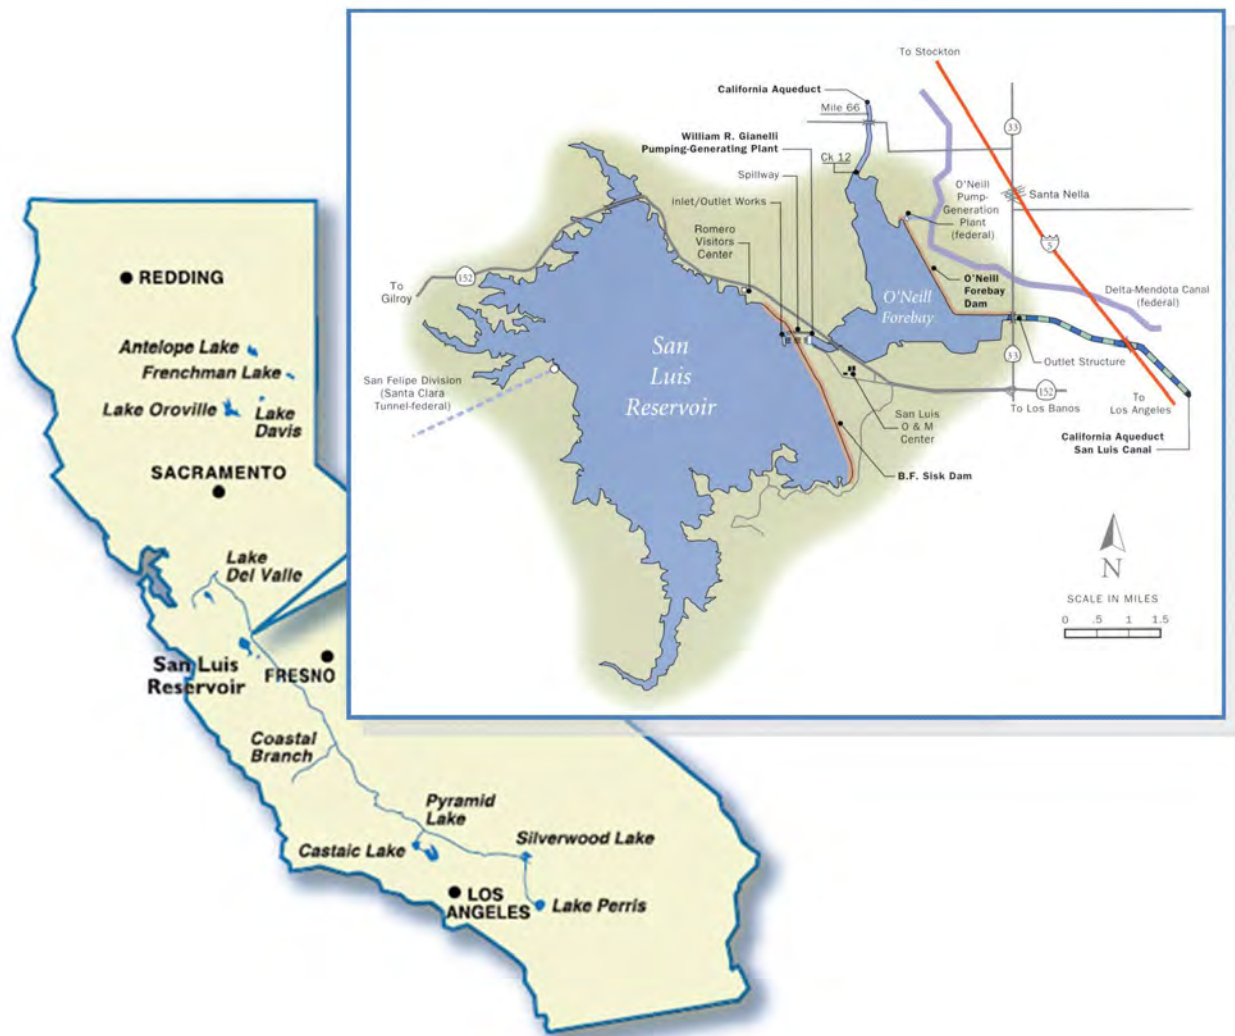 To Stockton
California Aqueduct
Mile 66
33
William R. Gianelli
Pumping-Generating Plant
Ck 12
Spillway
Inlet/Outlet Works
O'Neill
Pump-
Generation
Plant
(federal)
Santa Nella
Romero
Visitors
Center
5
152
To
Gilroy
O'Neill
Forebay
Dam
O'Neill
Forebay
Delta-Mendota Canal
(federal)
San
Luis
Reservoir
33
Outlet Structure
San Felipe Division
(Santa Clara
Tunnel-federal)
152
To Los Banos
To
Los Angeles
San Luis
O & M
Center
California Aqueduct
San Luis Canal
B.F. Sisk Dam
N
SCALE IN MILES
0 .5 1 1.5
REDDING
Antelope Lake
Frenchman Lake
Lake Oroville
Lake
Davis
SACRAMENTO
Lake
Del Valle
San Luis
Reservoir
FRESNO
Coastal
Branch
Pyramid
Lake
Castaic Lake
Silverwood Lake
LOS
ANGELES
Lake Perris